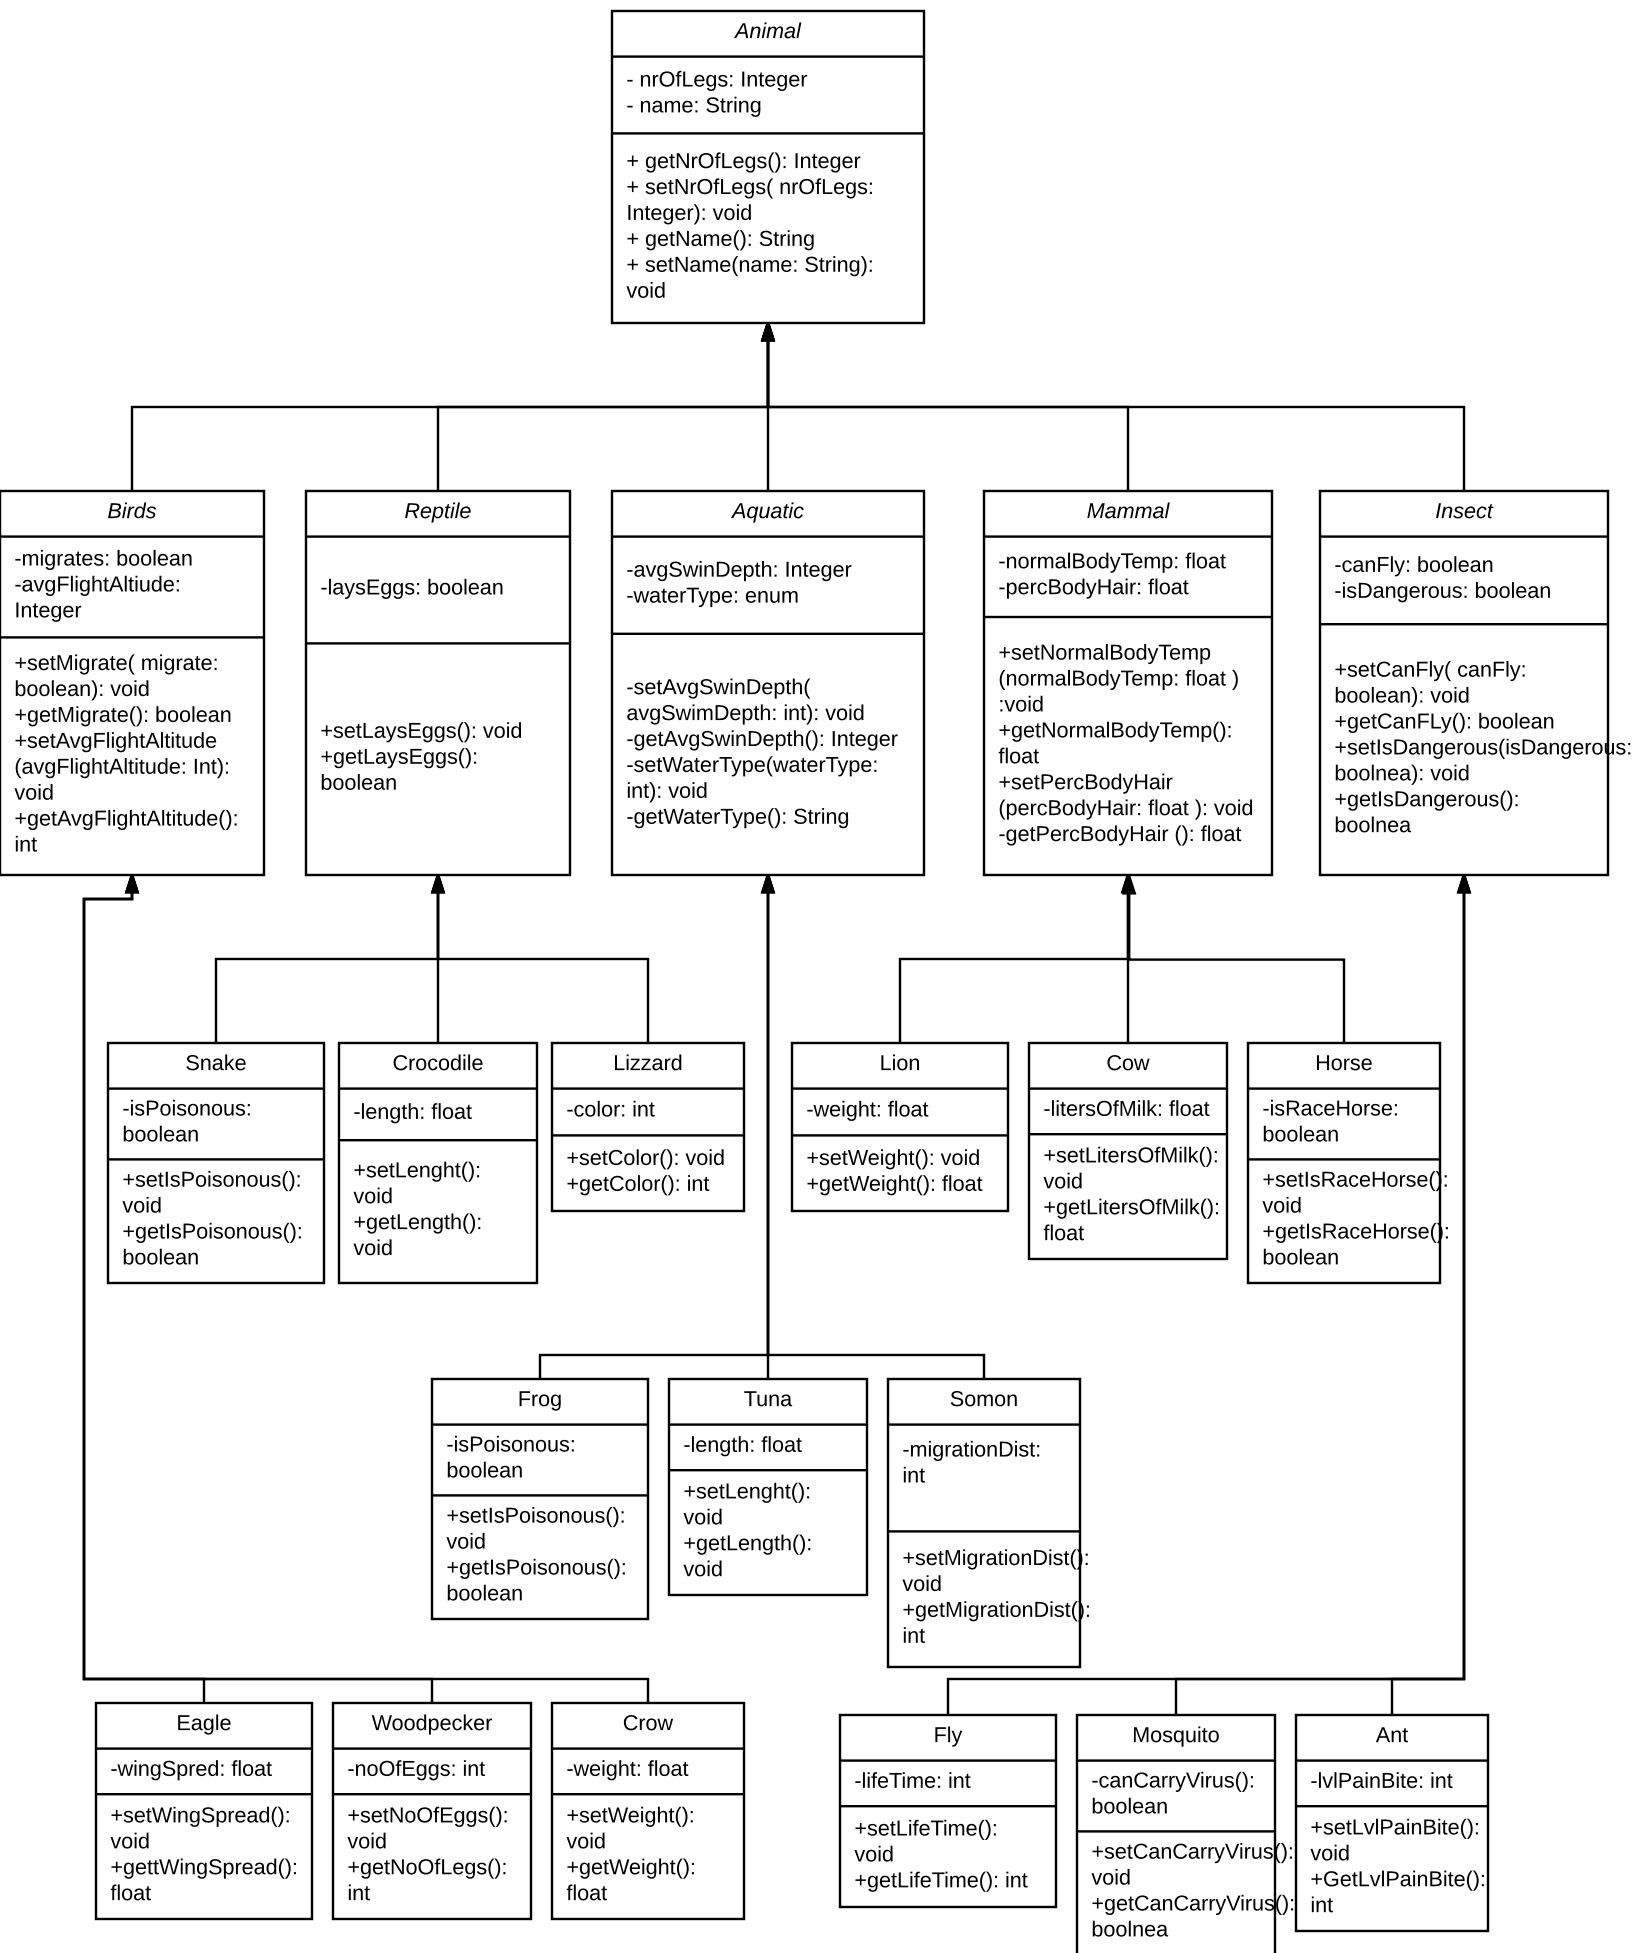 Animal
- nrOfLegs: Integer
- name: String
+ getNrOfLegs(): Integer
+ setNrOfLegs( nrOfLegs:
Integer): void
+ getName(): String
+ setName(name: String):
void
Birds
-migrates: boolean
-avgFlightAltiude:
Integer
+setMigrate( migrate:
boolean): void
+getMigrate(): boolean
+setAvgFlightAltitude
(avgFlightAltitude: Int):
void
+getAvgFlightAltitude():
int
Reptile
-laysEggs: boolean
+setLaysEggs(): void
+getLaysEggs():
boolean
Aquatic
-avgSwinDepth: Integer
-waterType: enum
-setAvgSwinDepth(
avgSwimDepth: int): void
-getAvgSwinDepth(): Integer
-setWaterType(waterType:
int): void
-getWaterType(): String
Mammal
-normalBodyTemp: float
-percBodyHair: float
+setNormalBodyTemp
(normalBodyTemp: float )
:void
+getNormalBodyTemp():
float
+setPercBodyHair
(percBodyHair: float ): void
-getPercBodyHair (): float
Insect
-canFly: boolean
-isDangerous: boolean
+setCanFly( canFly:
boolean): void
+getCanFLy(): boolean
+setIsDangerous(isDangerous:
boolnea): void
+getIsDangerous():
boolnea
Snake
-isPoisonous:
boolean
+setIsPoisonous():
void
+getIsPoisonous():
boolean
Crocodile
-length: float
+setLenght():
void
+getLength():
void
Lizzard
-color: int
+setColor(): void
+getColor(): int
Lion
-weight: float
+setWeight(): void
+getWeight(): float
Cow
-litersOfMilk: float
+setLitersOfMilk():
void
+getLitersOfMilk():
float
Horse
-isRaceHorse:
boolean
+setIsRaceHorse():
void
+getIsRaceHorse():
boolean
Frog
-isPoisonous:
boolean
+setIsPoisonous():
void
+getIsPoisonous():
boolean
Tuna
-length: float
+setLenght():
void
+getLength():
void
Somon
-migrationDist:
int
+setMigrationDist():
void
+getMigrationDist():
int
Eagle
-wingSpred: float
+setWingSpread():
void
+gettWingSpread():
float
Woodpecker
-noOfEggs: int
+setNoOfEggs():
void
+getNoOfLegs():
int
Crow
-weight: float
+setWeight():
void
+getWeight():
float
Fly
-lifeTime: int
+setLifeTime():
void
+getLifeTime(): int
Mosquito
-canCarryVirus():
boolean
+setCanCarryVirus():
void
+getCanCarryVirus():
boolnea
Ant
-lvlPainBite: int
+setLvlPainBite():
void
+GetLvlPainBite():
int